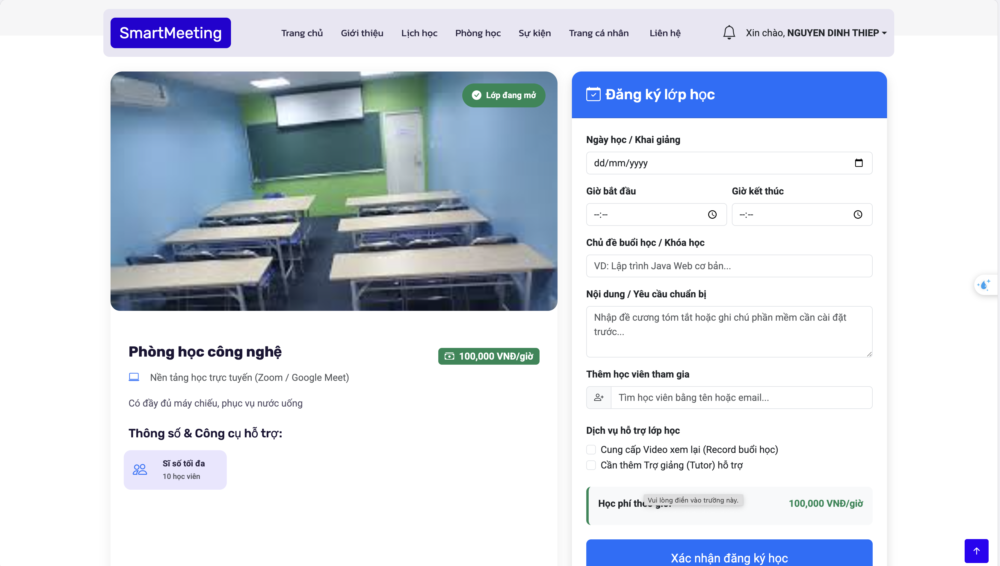 SmartMeeting
Trang chủ
Giới thiệu
Lịch học
Phòng học
Sự kiện
Trang cá nhân
Liên hệ
Xin chào, NGUYEN DINH THIEP
Lớp đang mở
Phòng học công nghệ
100,000 VNĐ/giờ
Nền tảng học trực tuyến (Zoom / Google Meet)
Có đầy đủ máy chiếu, phục vụ nước uống
Thông số & Công cụ hỗ trợ:
Sĩ số tối đa
10 học viên
Đăng ký lớp học
Ngày học / Khai giảng
dd/mm/yyyy
Giờ bắt đầu
Giờ kết thúc
--:--
--:--
Chủ đề buổi học / Khóa học
VD: Lập trình Java Web cơ bản...
Nội dung / Yêu cầu chuẩn bị
Nhập đề cương tóm tắt hoặc ghi chú phần mềm cần cài đặt
trước...
Thêm học viên tham gia
Tìm học viên bằng tên hoặc email...
Dịch vụ hỗ trợ lớp học
Cung cấp Video xem lại (Record buổi học)
Cần thêm Trợ giảng (Tutor) hỗ trợ
Học phí
Vui lòng điền vào trường này.
100,000 VNĐ/giờ
Xác nhận đăng ký học